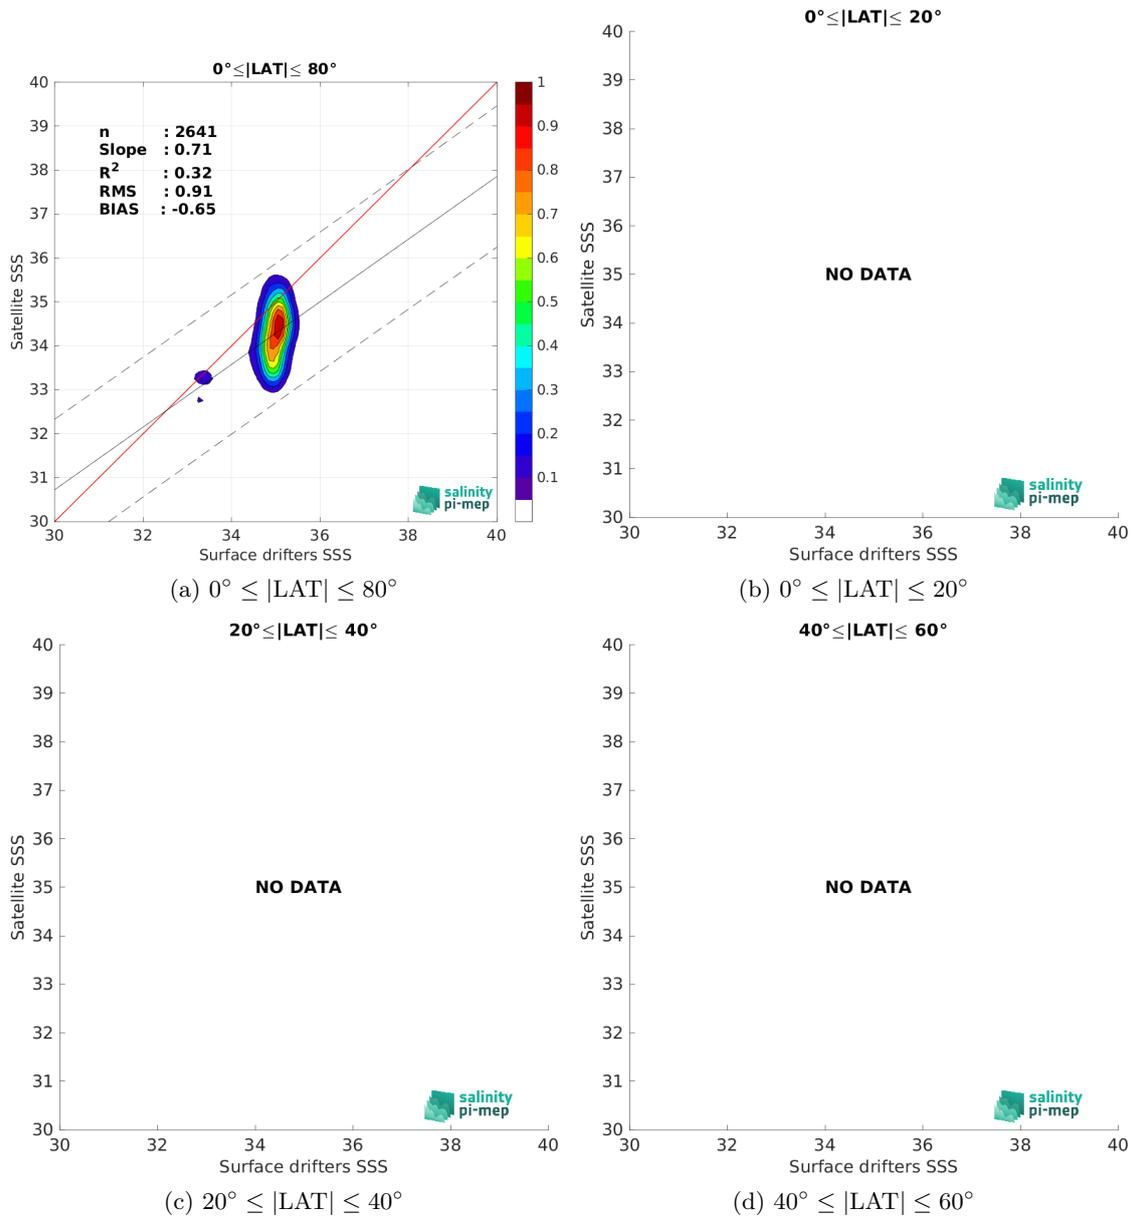 0°≤|LAT|≤ 80°
40
39
38
37
36
35
34
33
32
31
30
Satellite SSS
n : 2641
Slope : 0.71
R² : 0.32
RMS : 0.91
BIAS : -0.65
1
0.9
0.8
0.7
0.6
0.5
0.4
0.3
0.2
0.1
salinity
pi-mep
30 32 34 36 38 40
Surface drifters SSS
(a) 0° ≤ |LAT| ≤ 80°
0°≤|LAT|≤ 20°
40
39
38
37
36
35
34
33
32
31
30
Satellite SSS
NO DATA
salinity
pi-mep
30 32 34 36 38 40
Surface drifters SSS
(b) 0° ≤ |LAT| ≤ 20°
20°≤|LAT|≤ 40°
40
39
38
37
36
35
34
33
32
31
30
Satellite SSS
NO DATA
salinity
pi-mep
30 32 34 36 38 40
Surface drifters SSS
(c) 20° ≤ |LAT| ≤ 40°
40°≤|LAT|≤ 60°
40
39
38
37
36
35
34
33
32
31
30
Satellite SSS
NO DATA
salinity
pi-mep
30 32 34 36 38 40
Surface drifters SSS
(d) 40° ≤ |LAT| ≤ 60°